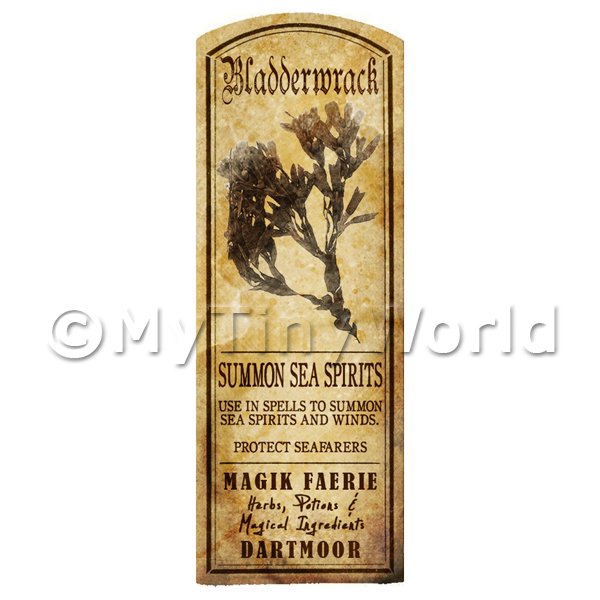 Bladderwrack
©MyTinyWorld
SUMMON SEA SPIRITS
USE IN SPELLS TO SUMMON
SEA SPIRITS AND WINDS.
PROTECT SEAFARERS
MAGIK FAERIE
Herbs, Potions &
Magical Ingredients
DARTMOOR